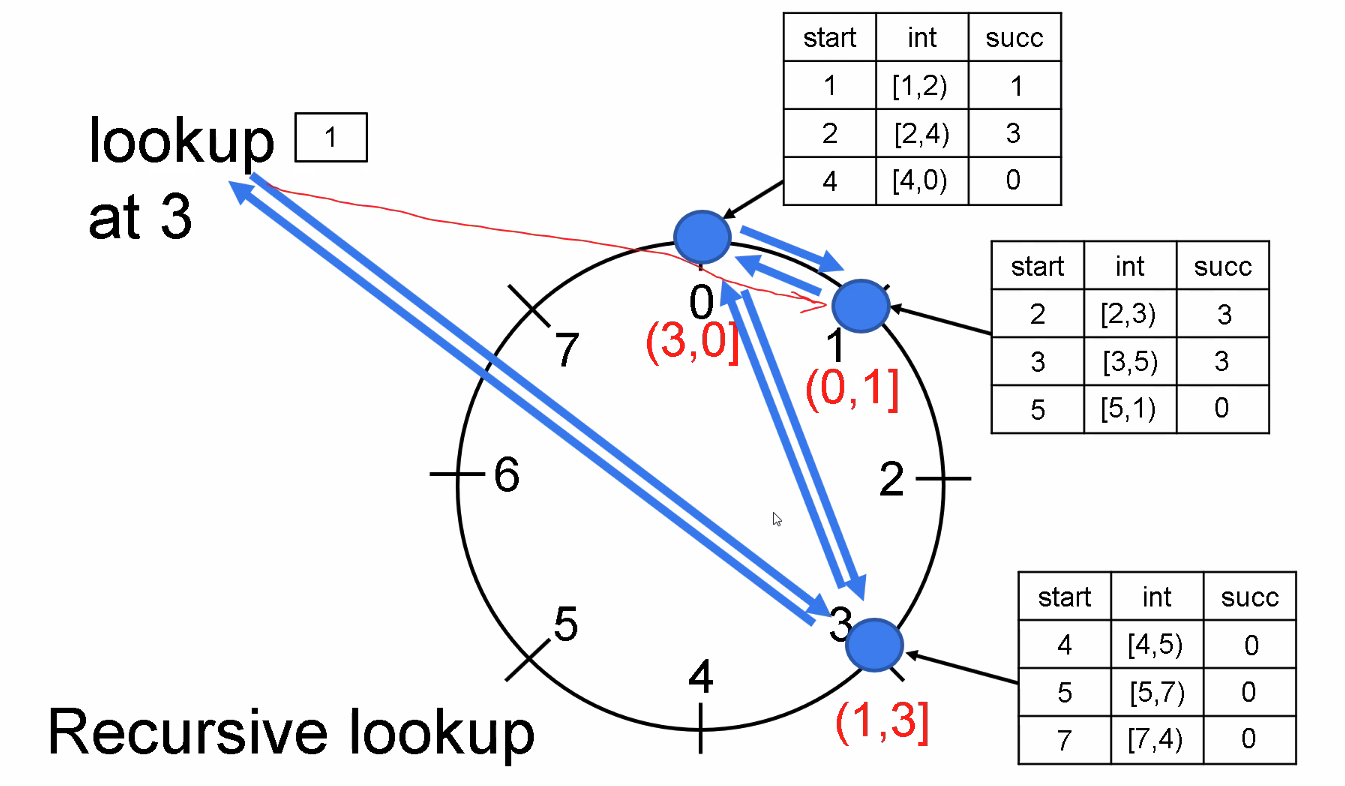 start int succ
1 [1,2) 1
2 [2,4) 3
4 [4,0) 0
lookup 1
at 3
start int succ
2 [2,3) 3
3 [3,5) 3
5 [5,1) 0
0
(3,0]
1
(0,1]
7
6
2
5
3
4
(1,3]
start int succ
4 [4,5) 0
5 [5,7) 0
7 [7,4) 0
Recursive lookup